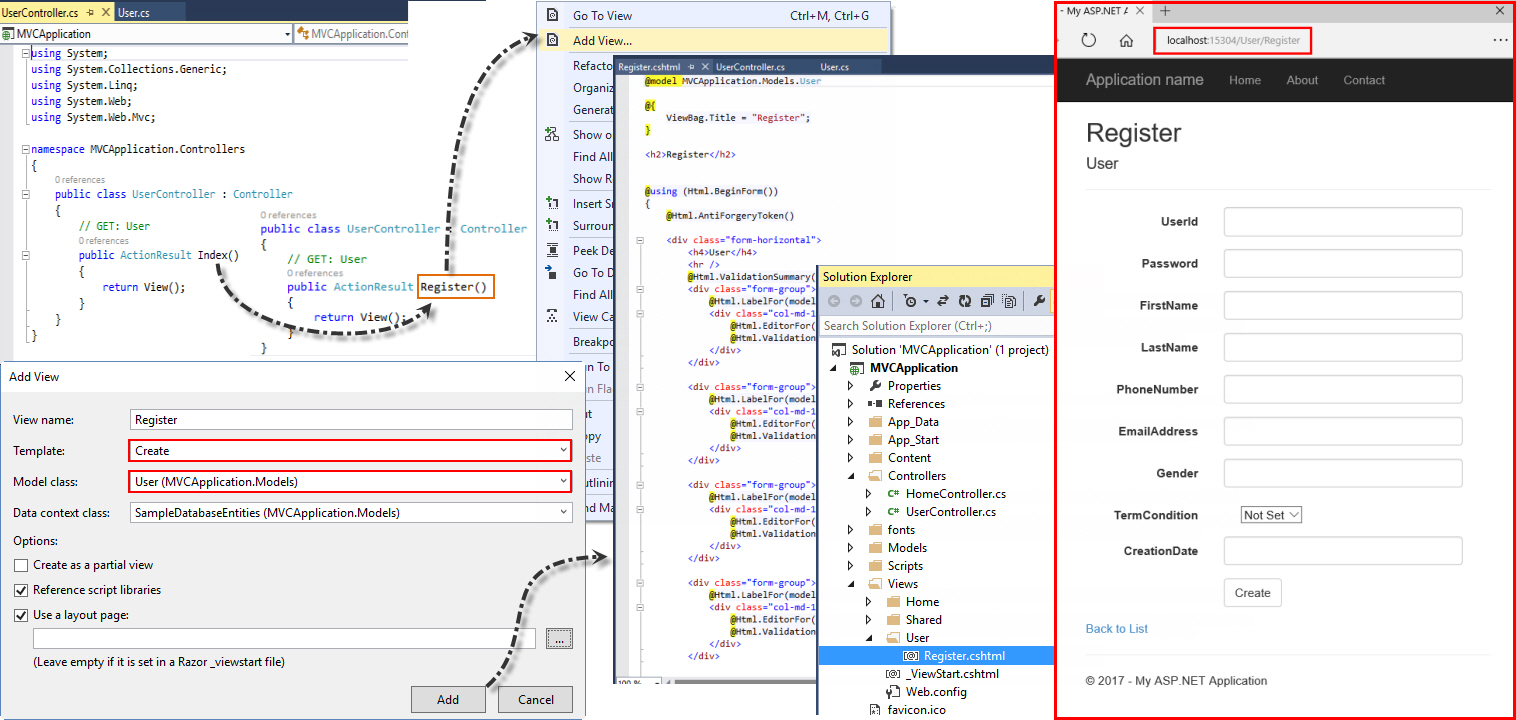 UserController.cs
User.cs
MVCApplication
MVCApplication.Cont
using System;
using System.Collections.Generic;
using System.Linq;
using System.Web;
using System.Web.Mvc;
namespace MVCApplication.Controllers
{
0 references
public class UserController : Controller
{
// GET: User
0 references
public ActionResult Index()
{
return View();
}
}
}
0 references
public class UserController : Controller
{
// GET: User
0 references
public ActionResult Register()
{
return View();
}
}
Go To View Ctrl+M, Ctrl+G
Add View...
Refacto
Organiz
Generat
Show o
Find All
Show R
Insert Sn
Surroun
Peek De
Go To D
Find All
View Ca
Breakpo
un To
n Flag
ut
opy
ste
utlinin
nd Ma
Add View
View name: Register
Template: Create
Model class: User (MVCApplication.Models)
Data context class: SampleDatabaseEntities (MVCApplication.Models)
Options:
Create as a partial view
Reference script libraries
Use a layout page:
...
(Leave empty if it is set in a Razor _viewstart file)
Add Cancel
Register.cshtml UserController.cs User.cs
@model MVCApplication.Models.User
@{
ViewBag.Title = "Register";
}
<h2>Register</h2>
@using (Html.BeginForm())
{
@Html.AntiForgeryToken()
<div class="form-horizontal">
<h4>User</h4>
<hr />
@Html.ValidationSummary(
<div class="form-group">
@Html.LabelFor(model
<div class="col-md-1
@Html.EditorFor(
@Html.Validation
</div>
</div>
<div class="form-group">
@Html.LabelFor(model
<div class="col-md-1
@Html.EditorFor(
@Html.Validation
</div>
</div>
<div class="form-group">
@Html.LabelFor(model
<div class="col-md-1
@Html.EditorFor(
@Html.Validation
</div>
</div>
<div class="form-group">
@Html.LabelFor(model
<div class="col-md-1
@Html.EditorFor(
@Html.Validation
</div>
</div>
100 %
Solution Explorer
Search Solution Explorer (Ctrl+;)
Solution 'MVCApplication' (1 project)
MVCApplication
Properties
References
App_Data
App_Start
Content
Controllers
C# HomeController.cs
C# UserController.cs
fonts
Models
Scripts
Views
Home
Shared
User
[@] Register.cshtml
[@] _ViewStart.cshtml
Web.config
favicon.ico
- My ASP.NET A
localhost:15304/User/Register
Application name Home About Contact
Register
User
UserId
Password
FirstName
LastName
PhoneNumber
EmailAddress
Gender
TermCondition Not Set
CreationDate
Create
Back to List
© 2017 - My ASP.NET Application